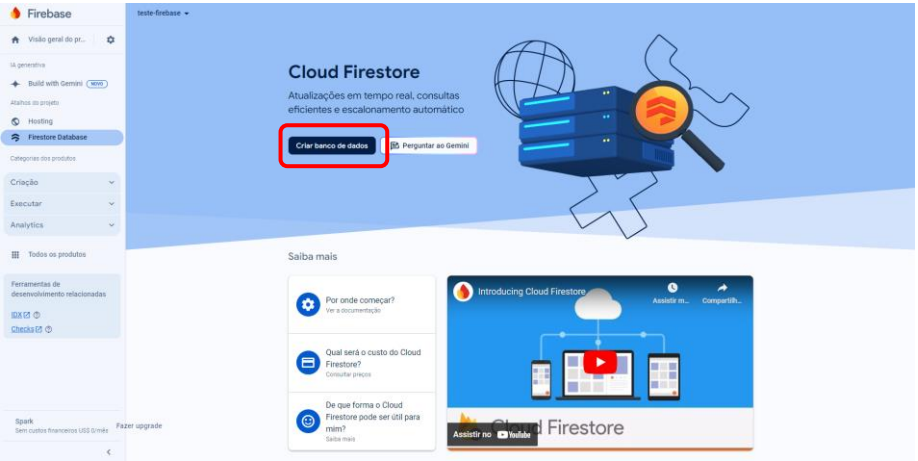 Firebase
teste-firebase
Visão geral do pr...
IA generativa
Build with Gemini NOVO
Atalhos do projeto
Hosting
Firestore Database
Categorias dos produtos
Criação
Executar
Analytics
Todos os produtos
Ferramentas de
desenvolvimento relacionadas
IDX
Checks
Spark
Sem custos financeiros US$ 0/mês
Fazer upgrade
Cloud Firestore
Atualizações em tempo real, consultas
eficientes e escalonamento automático
Criar banco de dados
Perguntar ao Gemini
Saiba mais
Por onde começar?
Ver a documentação
Qual será o custo do Cloud
Firestore?
Consultar preços
De que forma o Cloud
Firestore pode ser útil para
mim?
Saiba mais
Introducing Cloud Firestore
Assistir m...
Compartilh...
Cloud Firestore
Assistir no YouTube